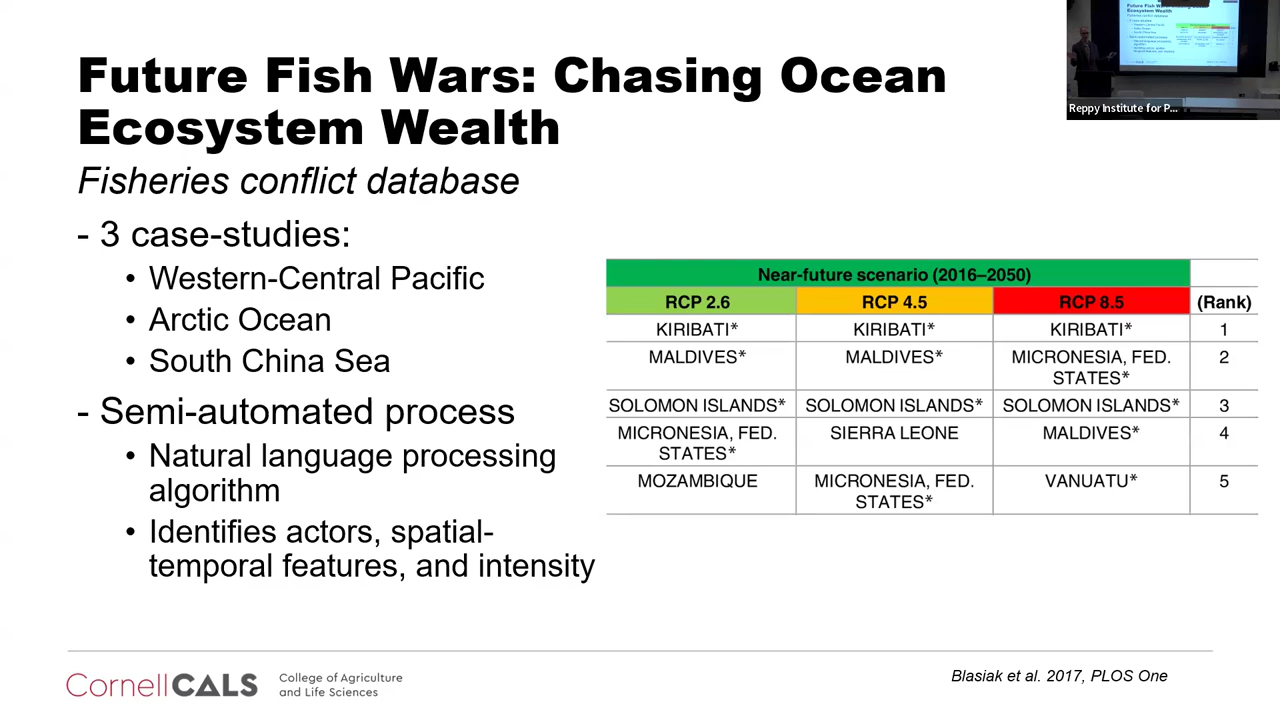 Future Fish Wars: Chasing Ocean
Ecosystem Wealth
Fisheries conflict database
- 3 case-studies:
• Western-Central Pacific
• Arctic Ocean
• South China Sea
- Semi-automated process
• Natural language processing
algorithm
• Identifies actors, spatial-
temporal features, and intensity
Near-future scenario (2016–2050)
RCP 2.6 RCP 4.5 RCP 8.5 (Rank)
KIRIBATI* KIRIBATI* KIRIBATI* 1
MALDIVES* MALDIVES* MICRONESIA, FED. 2
STATES*
SOLOMON ISLANDS* SOLOMON ISLANDS* SOLOMON ISLANDS* 3
MICRONESIA, FED. SIERRA LEONE MALDIVES* 4
STATES*
MOZAMBIQUE MICRONESIA, FED. VANUATU* 5
STATES*
Reppy Institute for P...
CornellCALS College of Agriculture
and Life Sciences
Blasiak et al. 2017, PLOS One